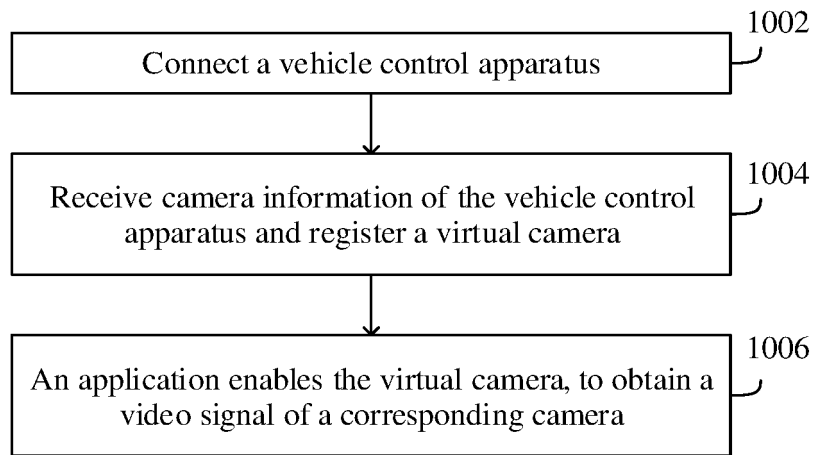 1002
Connect a vehicle control apparatus
1004
Receive camera information of the vehicle control
apparatus and register a virtual camera
1006
An application enables the virtual camera, to obtain a
video signal of a corresponding camera